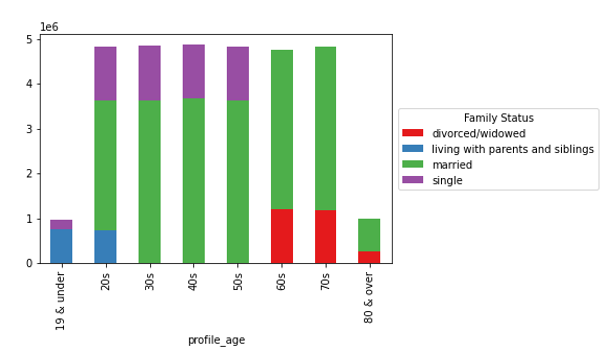 1e6
5
4
3
2
1
0
19 & under
20s
30s
40s
50s
60s
70s
80 & over
profile_age
Family Status
divorced/widowed
living with parents and siblings
married
single